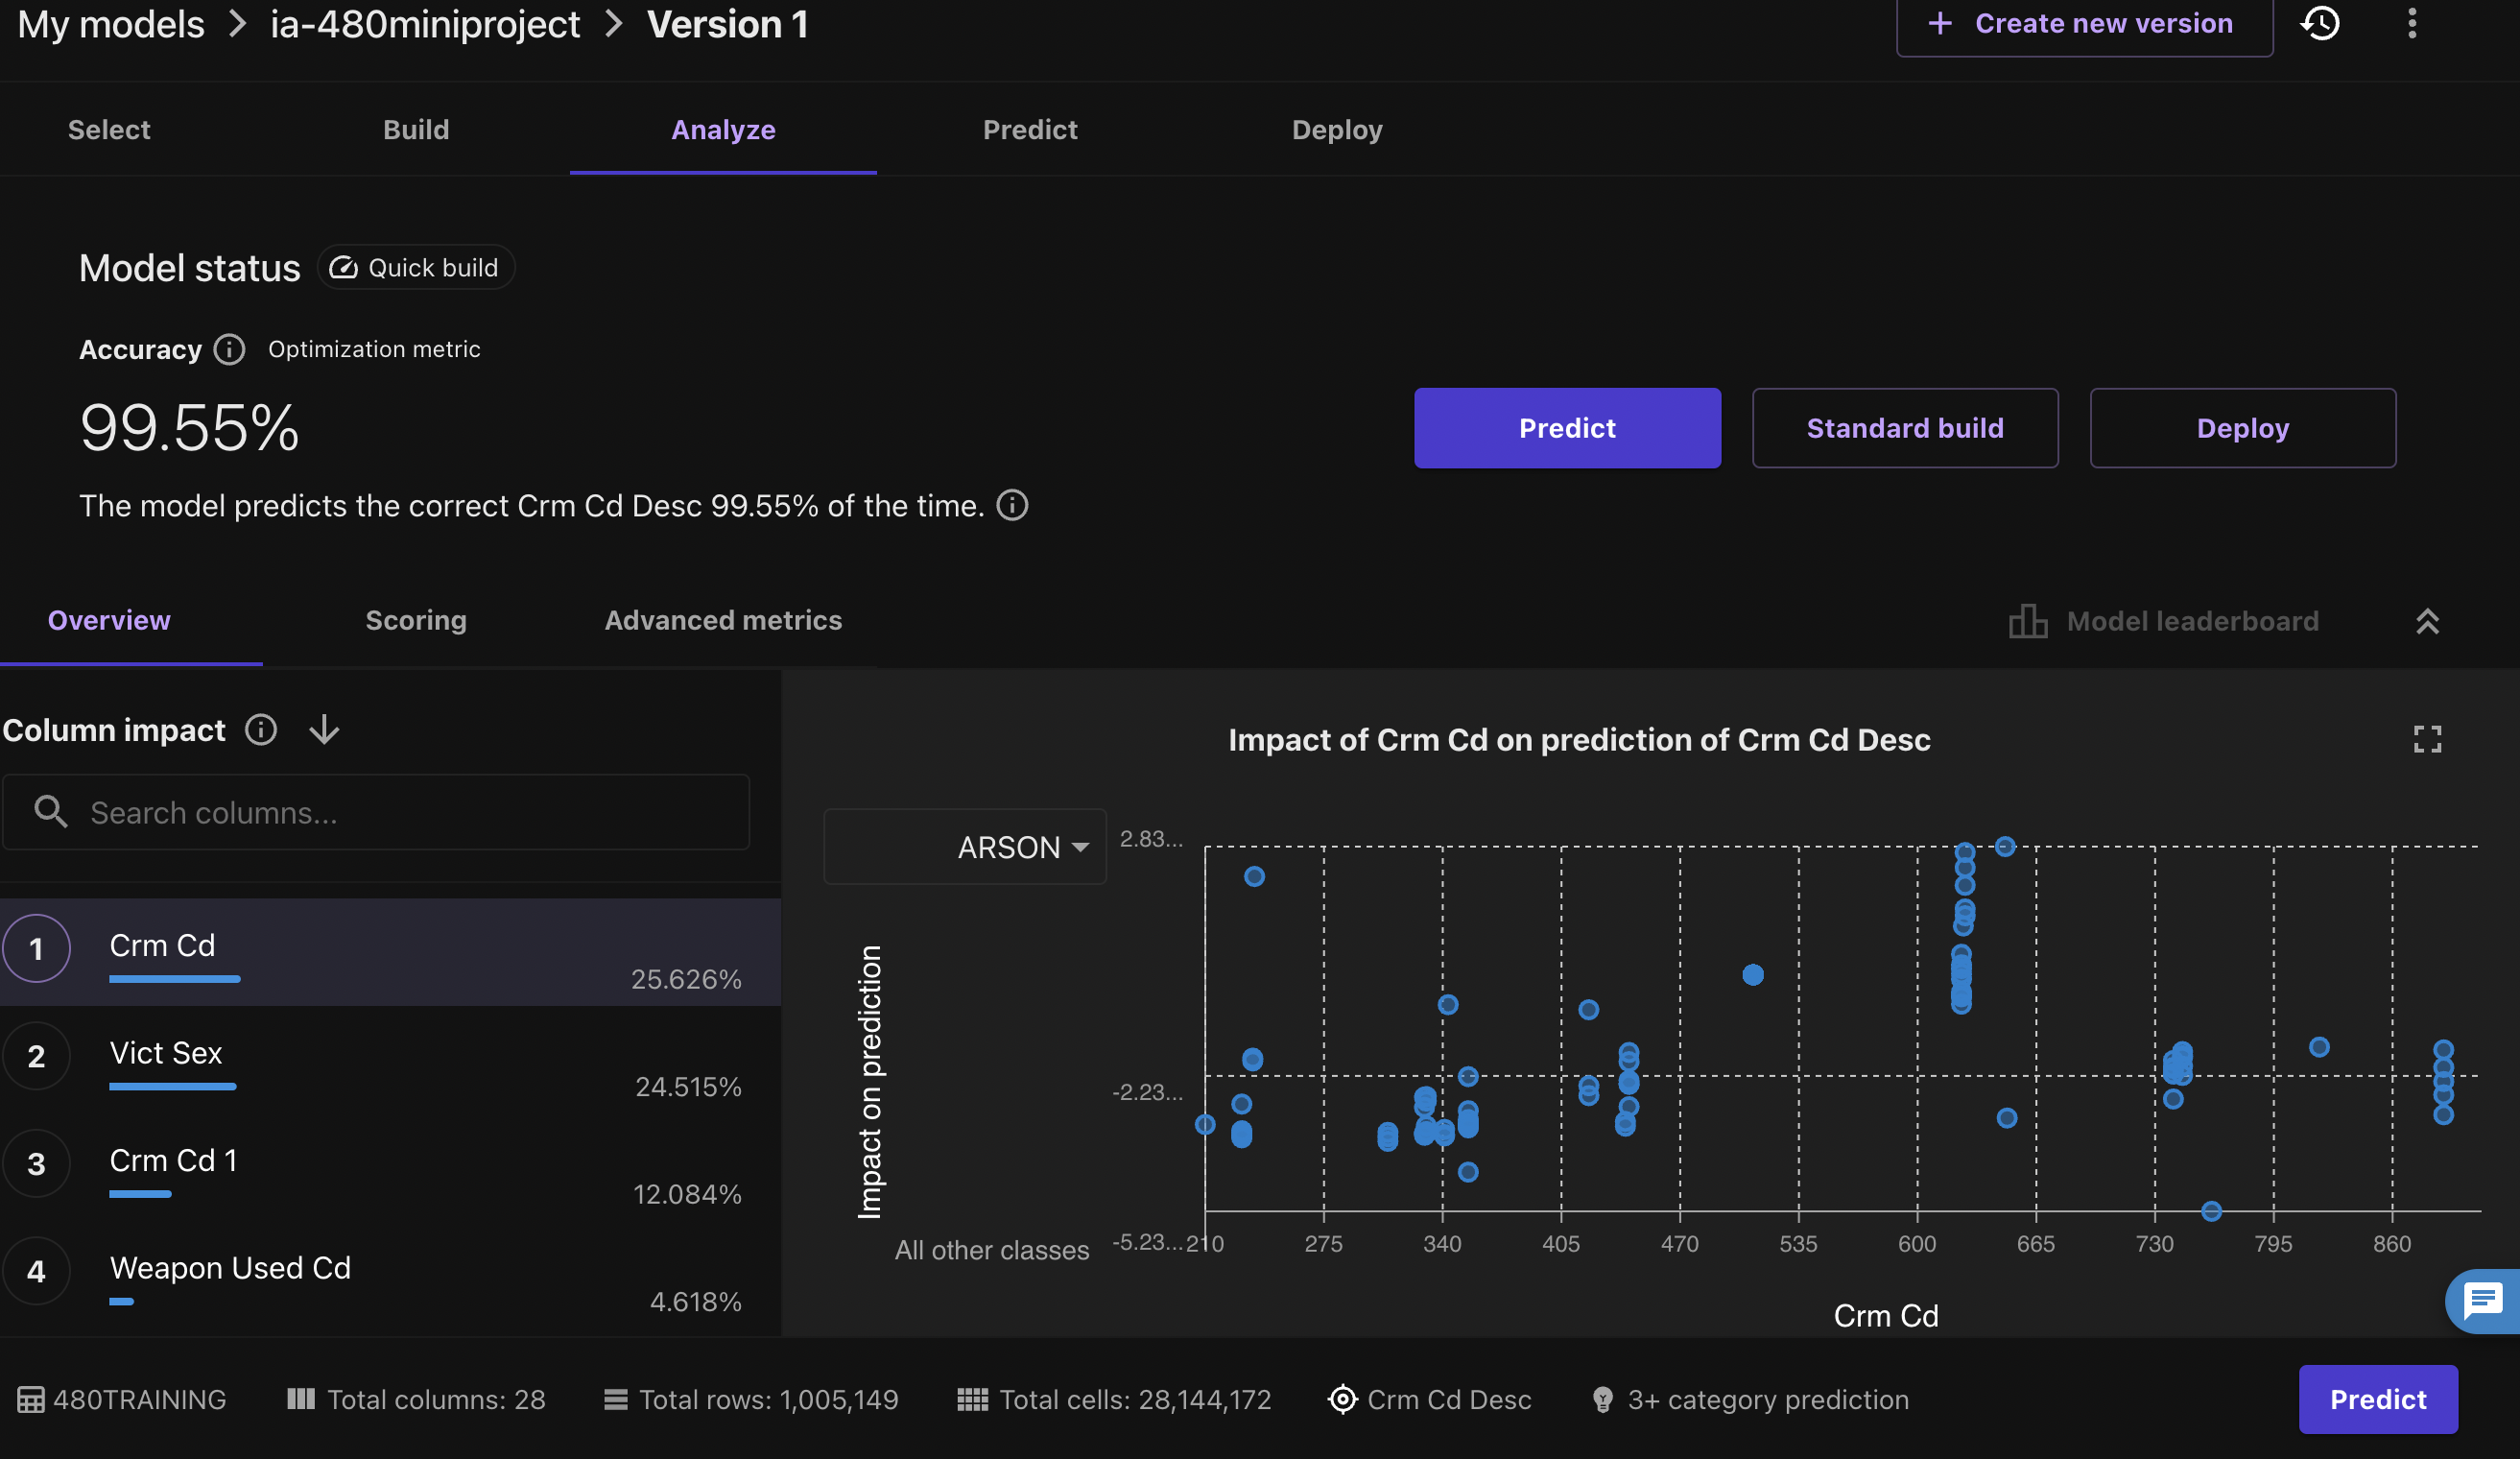 My models > ia-480miniproject > Version 1
+ Create new version
Select
Build
Analyze
Predict
Deploy
Model status
Quick build
Accuracy
Optimization metric
99.55%
Predict
Standard build
Deploy
The model predicts the correct Crm Cd Desc 99.55% of the time.
Overview
Scoring
Advanced metrics
Model leaderboard
Column impact
Search columns...
1
Crm Cd
25.626%
2
Vict Sex
24.515%
3
Crm Cd 1
12.084%
4
Weapon Used Cd
4.618%
Impact of Crm Cd on prediction of Crm Cd Desc
ARSON
2.83...
-2.23...
-5.23...
Impact on prediction
All other classes
210
275
340
405
470
535
600
665
730
795
860
Crm Cd
480TRAINING
Total columns: 28
Total rows: 1,005,149
Total cells: 28,144,172
Crm Cd Desc
3+ category prediction
Predict